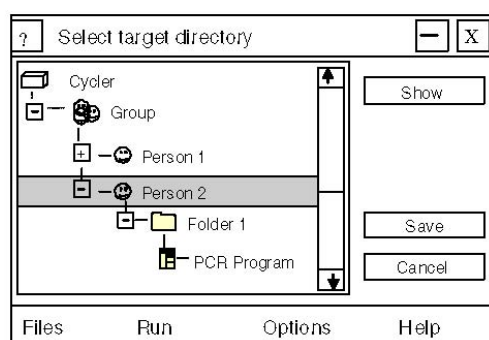 ? Select target directory X
Cycler
Show
Group
Person 1
Person 2
Folder 1
Save
PCR Program
Cancel
Files Run Options Help